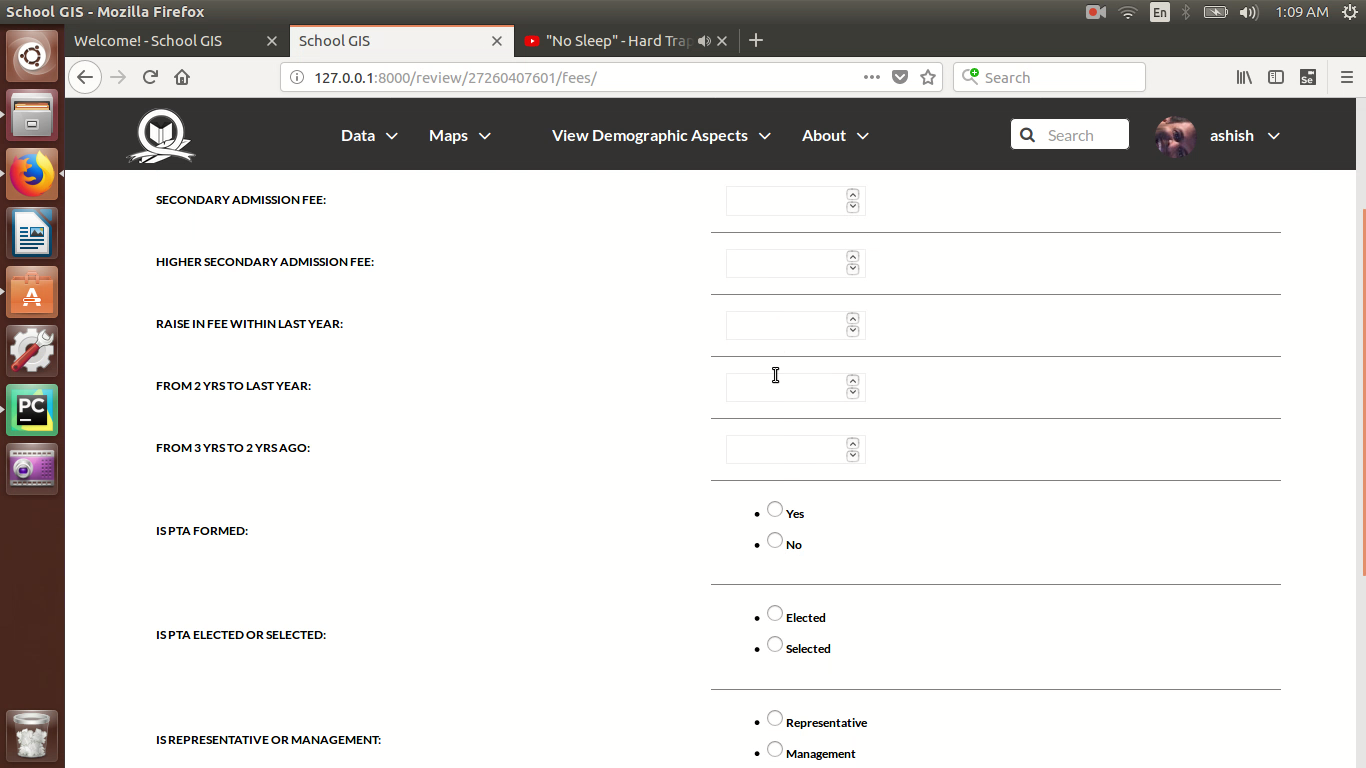 School GIS - Mozilla Firefox
En
1:09 AM
Welcome! - School GIS
School GIS
"No Sleep" - Hard Trap
127.0.0.1:8000/review/27260407601/fees/
Search
Se
Data
Maps
View Demographic Aspects
About
Search
ashish
SECONDARY ADMISSION FEE:
HIGHER SECONDARY ADMISSION FEE:
RAISE IN FEE WITHIN LAST YEAR:
FROM 2 YRS TO LAST YEAR:
FROM 3 YRS TO 2 YRS AGO:
IS PTA FORMED:
Yes
No
IS PTA ELECTED OR SELECTED:
Elected
Selected
IS REPRESENTATIVE OR MANAGEMENT:
Representative
Management
PC